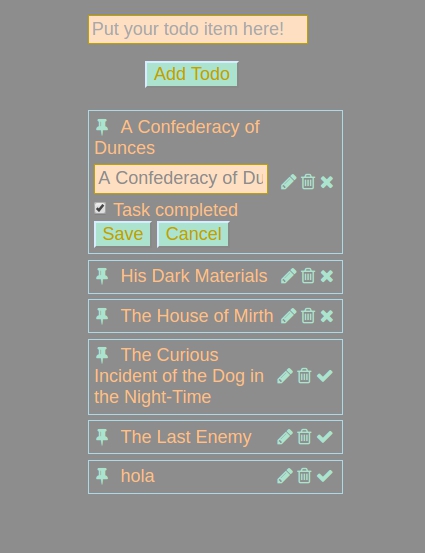 Put your todo item here!
Add Todo
A Confederacy of
Dunces
A Confederacy of Du
Task completed
Save Cancel
His Dark Materials
The House of Mirth
The Curious
Incident of the Dog in
the Night-Time
The Last Enemy
hola